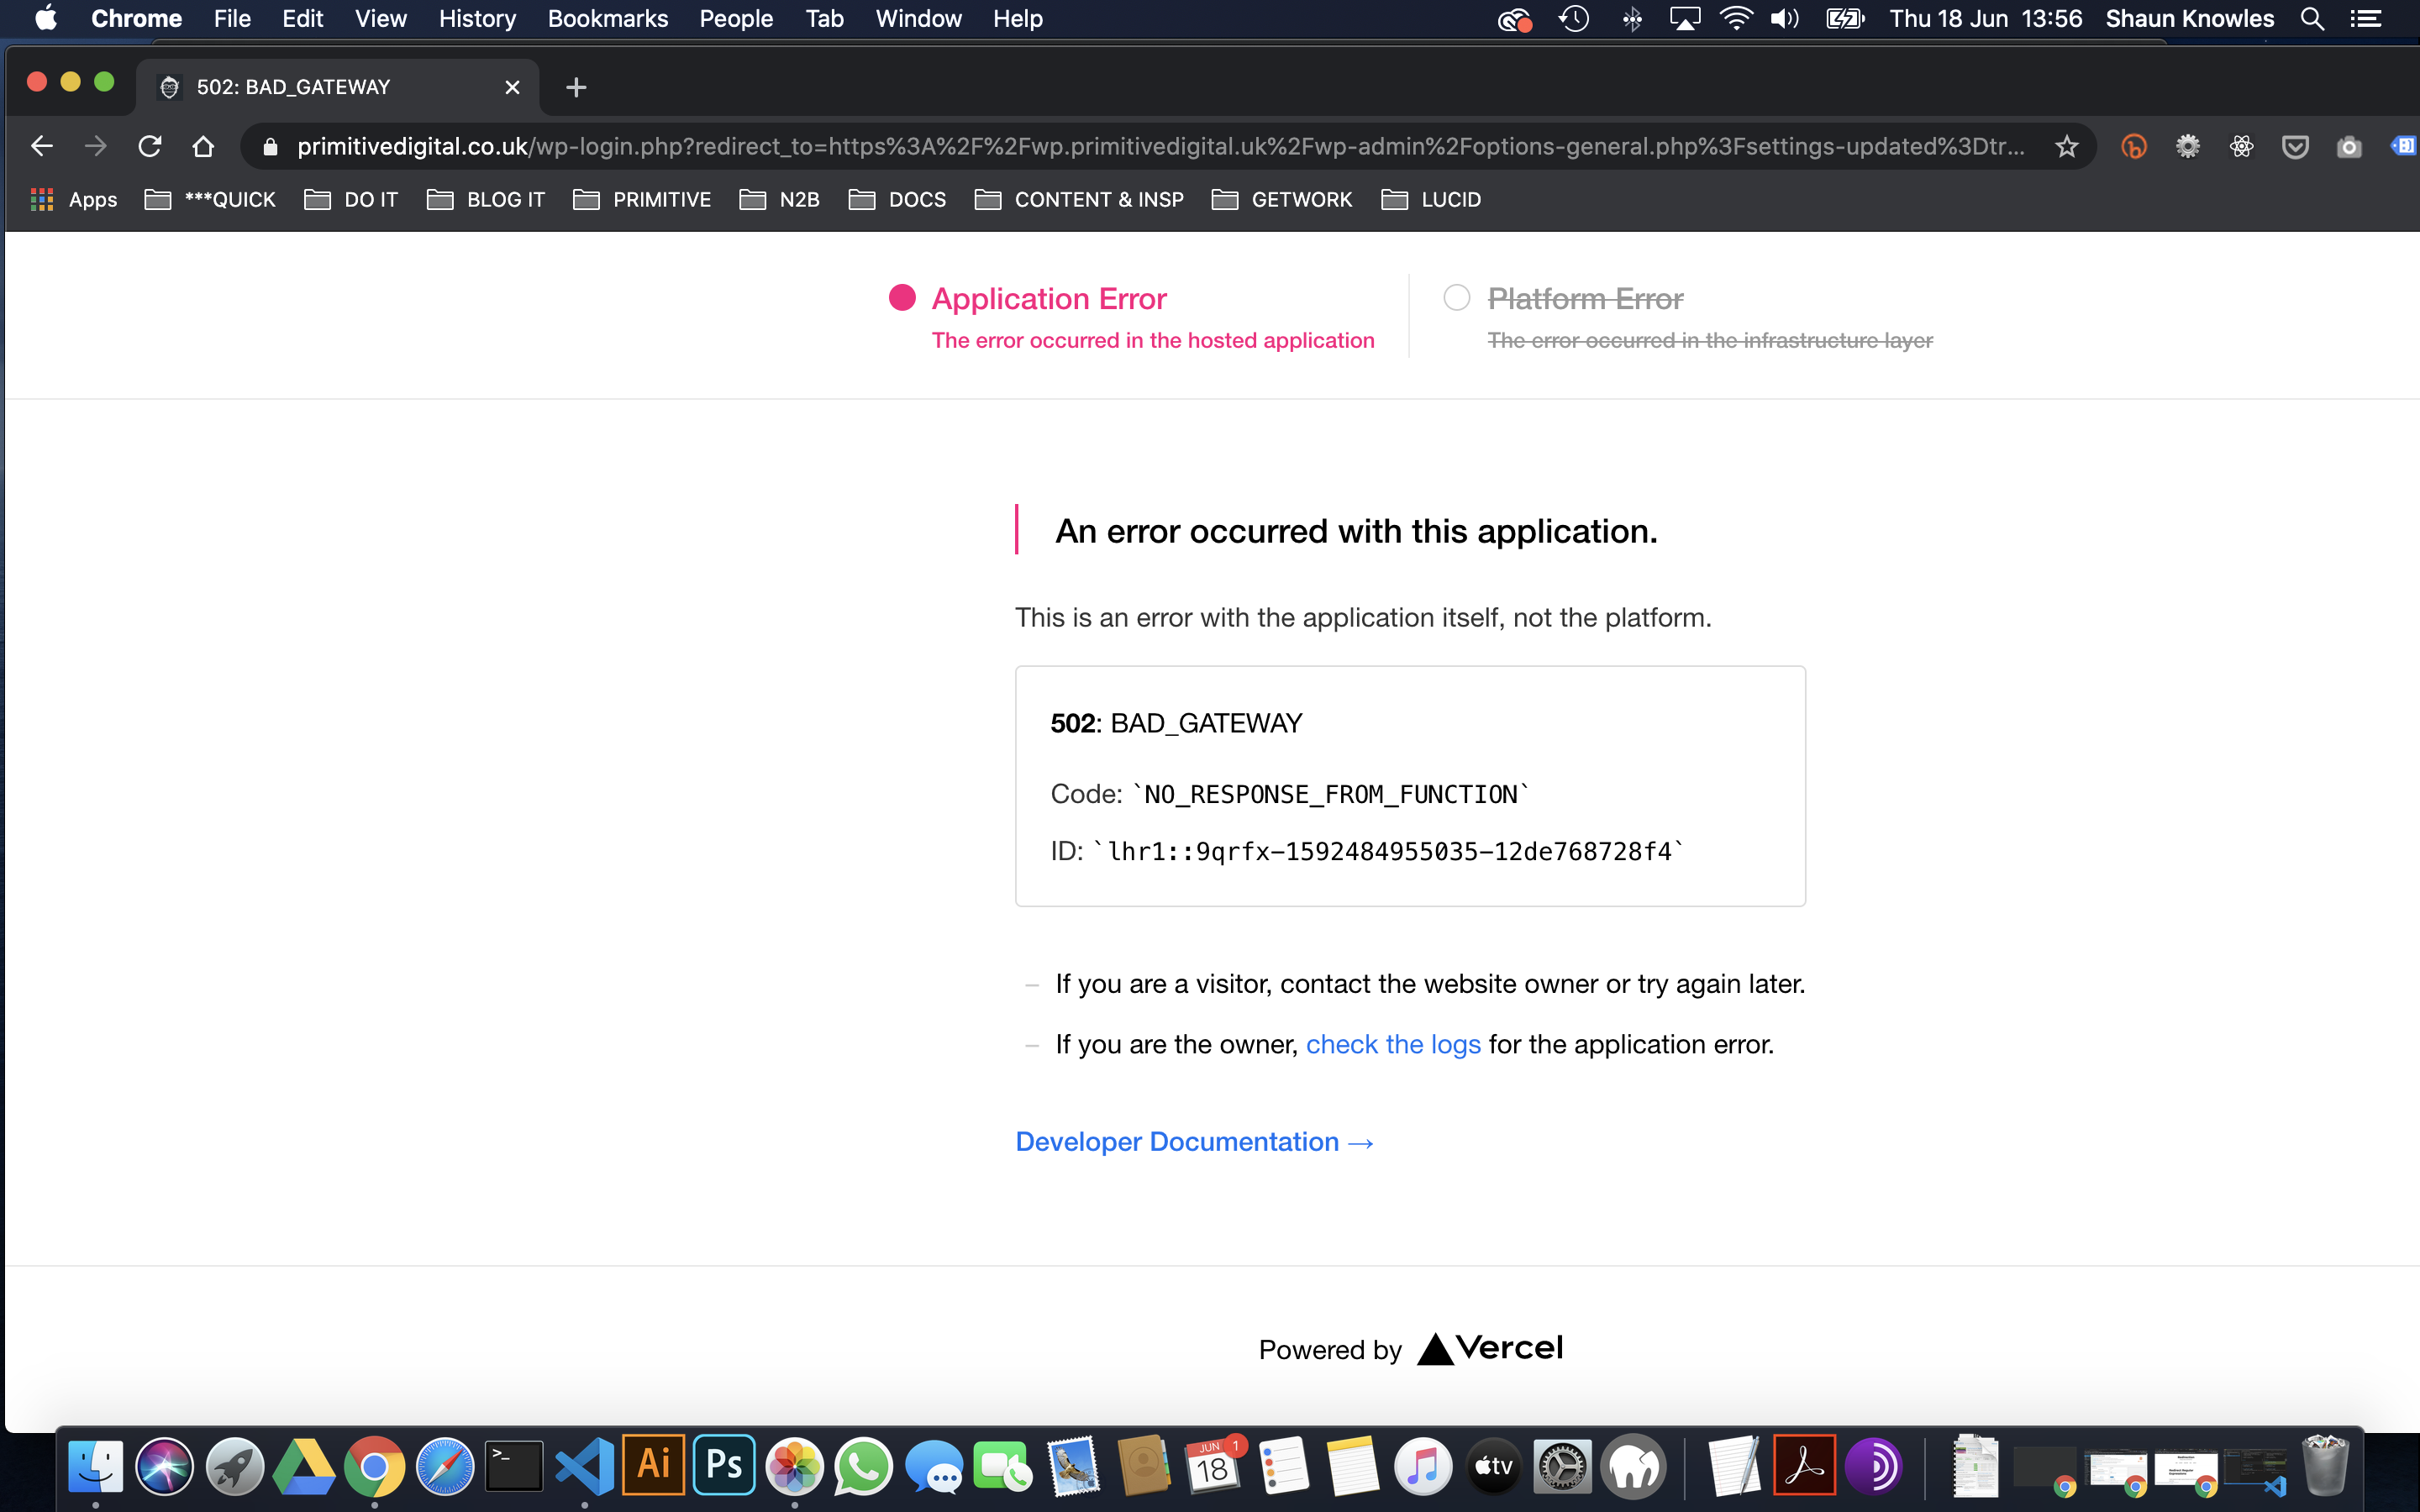 Chrome File Edit View History Bookmarks People Tab Window Help Thu 18 Jun 13:56 Shaun Knowles
502: BAD_GATEWAY
primitivedigital.co.uk/wp-login.php?redirect_to=https%3A%2F%2Fwp.primitivedigital.uk%2Fwp-admin%2Foptions-general.php%3Fsettings-updated%3Dtr...
Apps ***QUICK DO IT BLOG IT PRIMITIVE N2B DOCS CONTENT & INSP GETWORK LUCID
Application Error
The error occurred in the hosted application
Platform Error
The error occurred in the infrastructure layer
An error occurred with this application.
This is an error with the application itself, not the platform.
502: BAD_GATEWAY
Code: `NO_RESPONSE_FROM_FUNCTION`
ID: `lhr1::9qrfx-1592484955035-12de768728f4`
– If you are a visitor, contact the website owner or try again later.
– If you are the owner, check the logs for the application error.
Developer Documentation →
Powered by Vercel
>_ Ai Ps JUN 18 1 tv